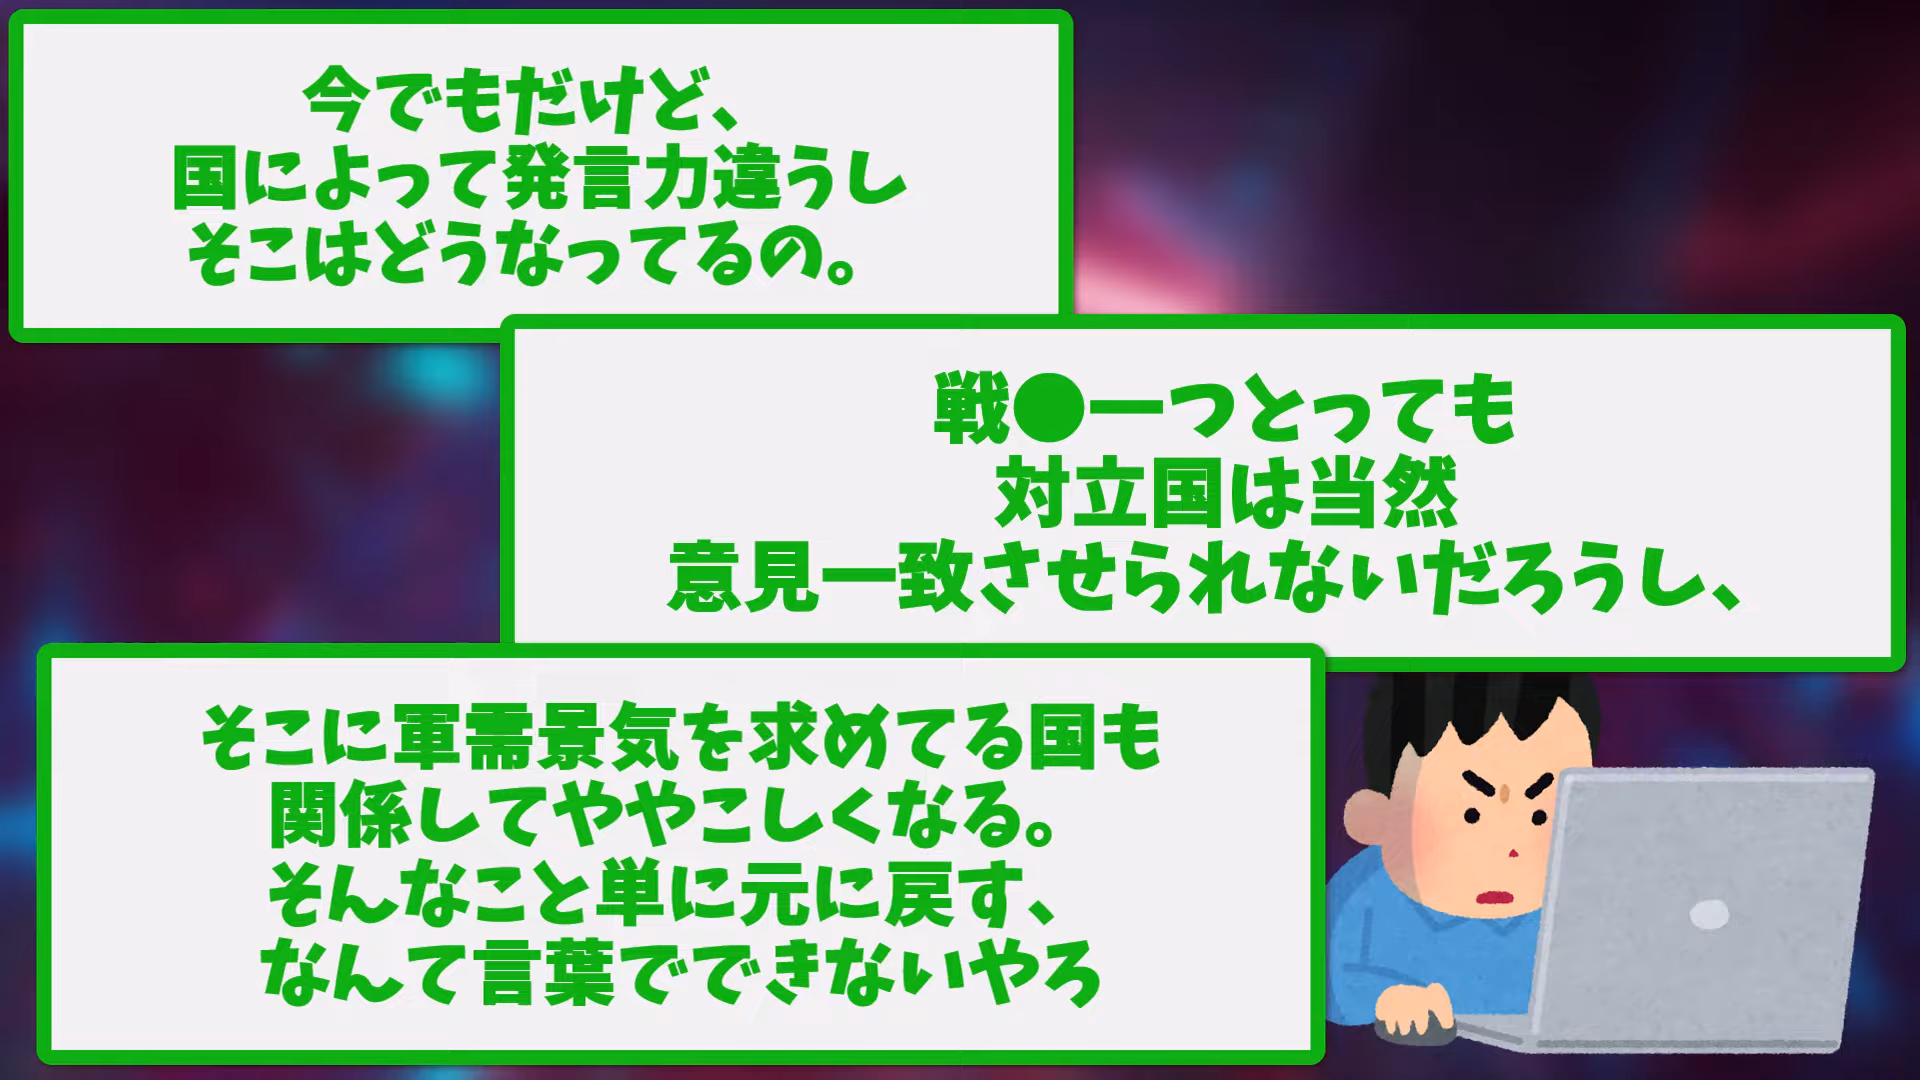 今でもだけど、
国によって発言力違うし
そこはどうなってるの。
戦●一つとっても
対立国は当然
意見一致させられないだろうし、
そこに軍需景気を求めてる国も
関係してややこしくなる。
そんなこと単に元に戻す、
なんて言葉でできないやろ